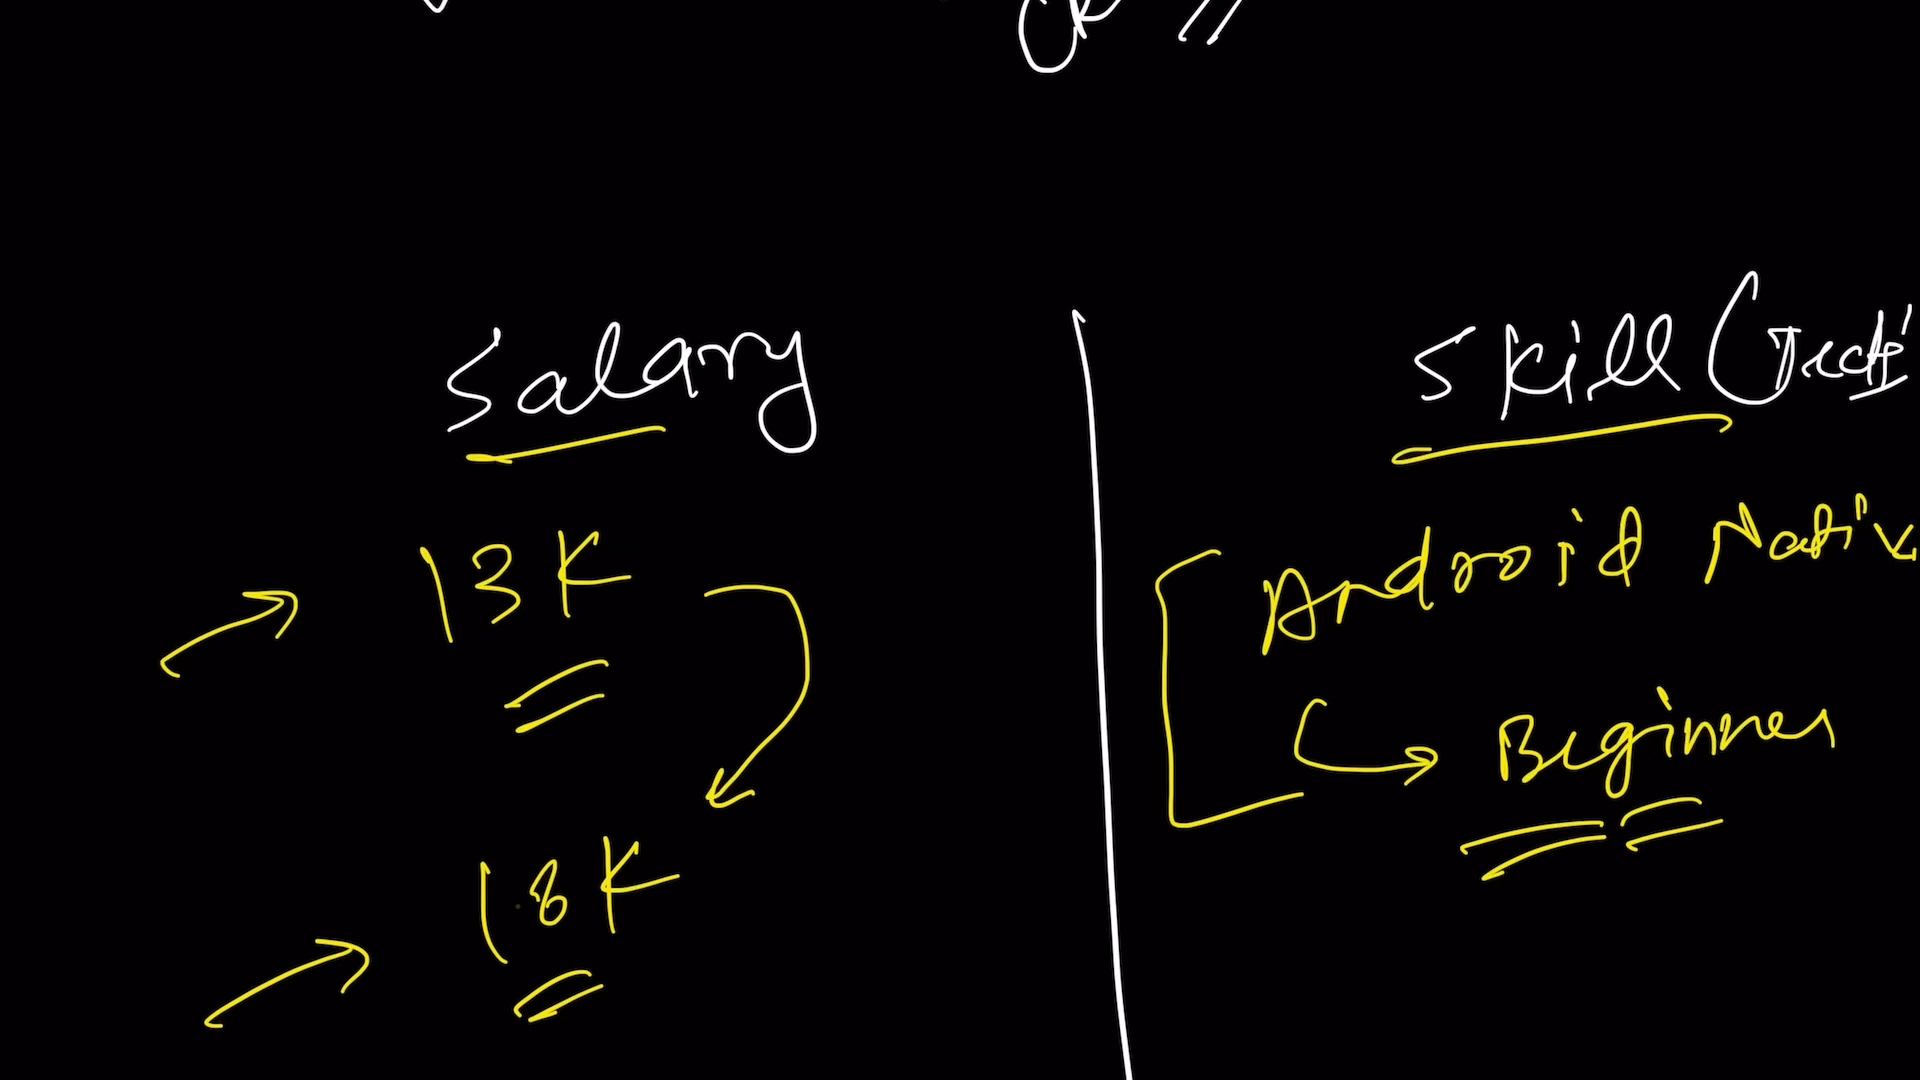 Salary
Skill
13K
Android
Beginner
18K